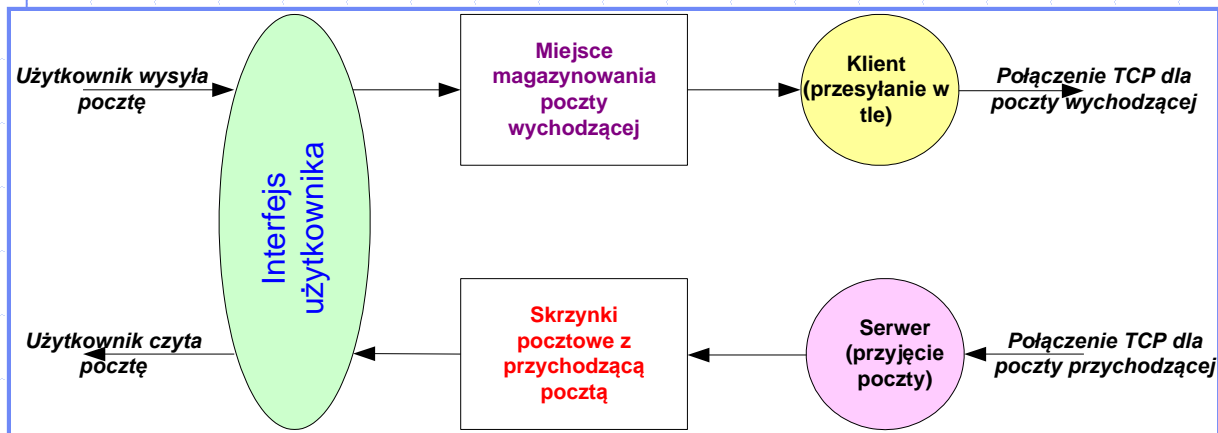 Użytkownik wysyła
pocztę
Interfejs
użytkownika
Miejsce
magazynowania
poczty
wychodzącej
Klient
(przesyłanie w
tle)
Połączenie TCP dla
poczty wychodzącej
Użytkownik czyta
pocztę
Skrzynki
pocztowe z
przychodzącą
pocztą
Serwer
(przyjęcie
poczty)
Połączenie TCP dla
poczty przychodzącej